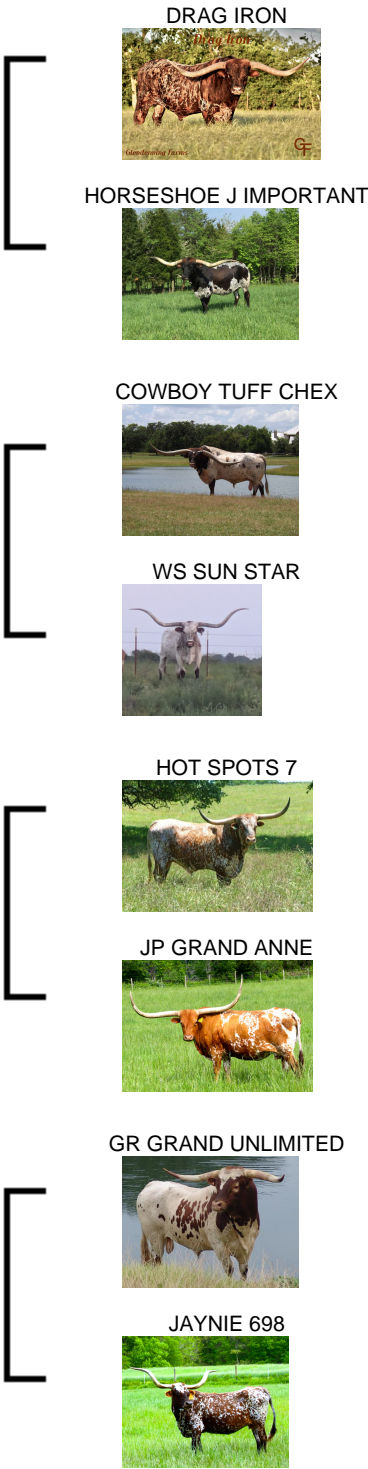 DRAG IRON
Drag Iron
Glendenning Farms
GF
HORSESHOE J IMPORTANT
COWBOY TUFF CHEX
WS SUN STAR
HOT SPOTS 7
JP GRAND ANNE
GR GRAND UNLIMITED
JAYNIE 698